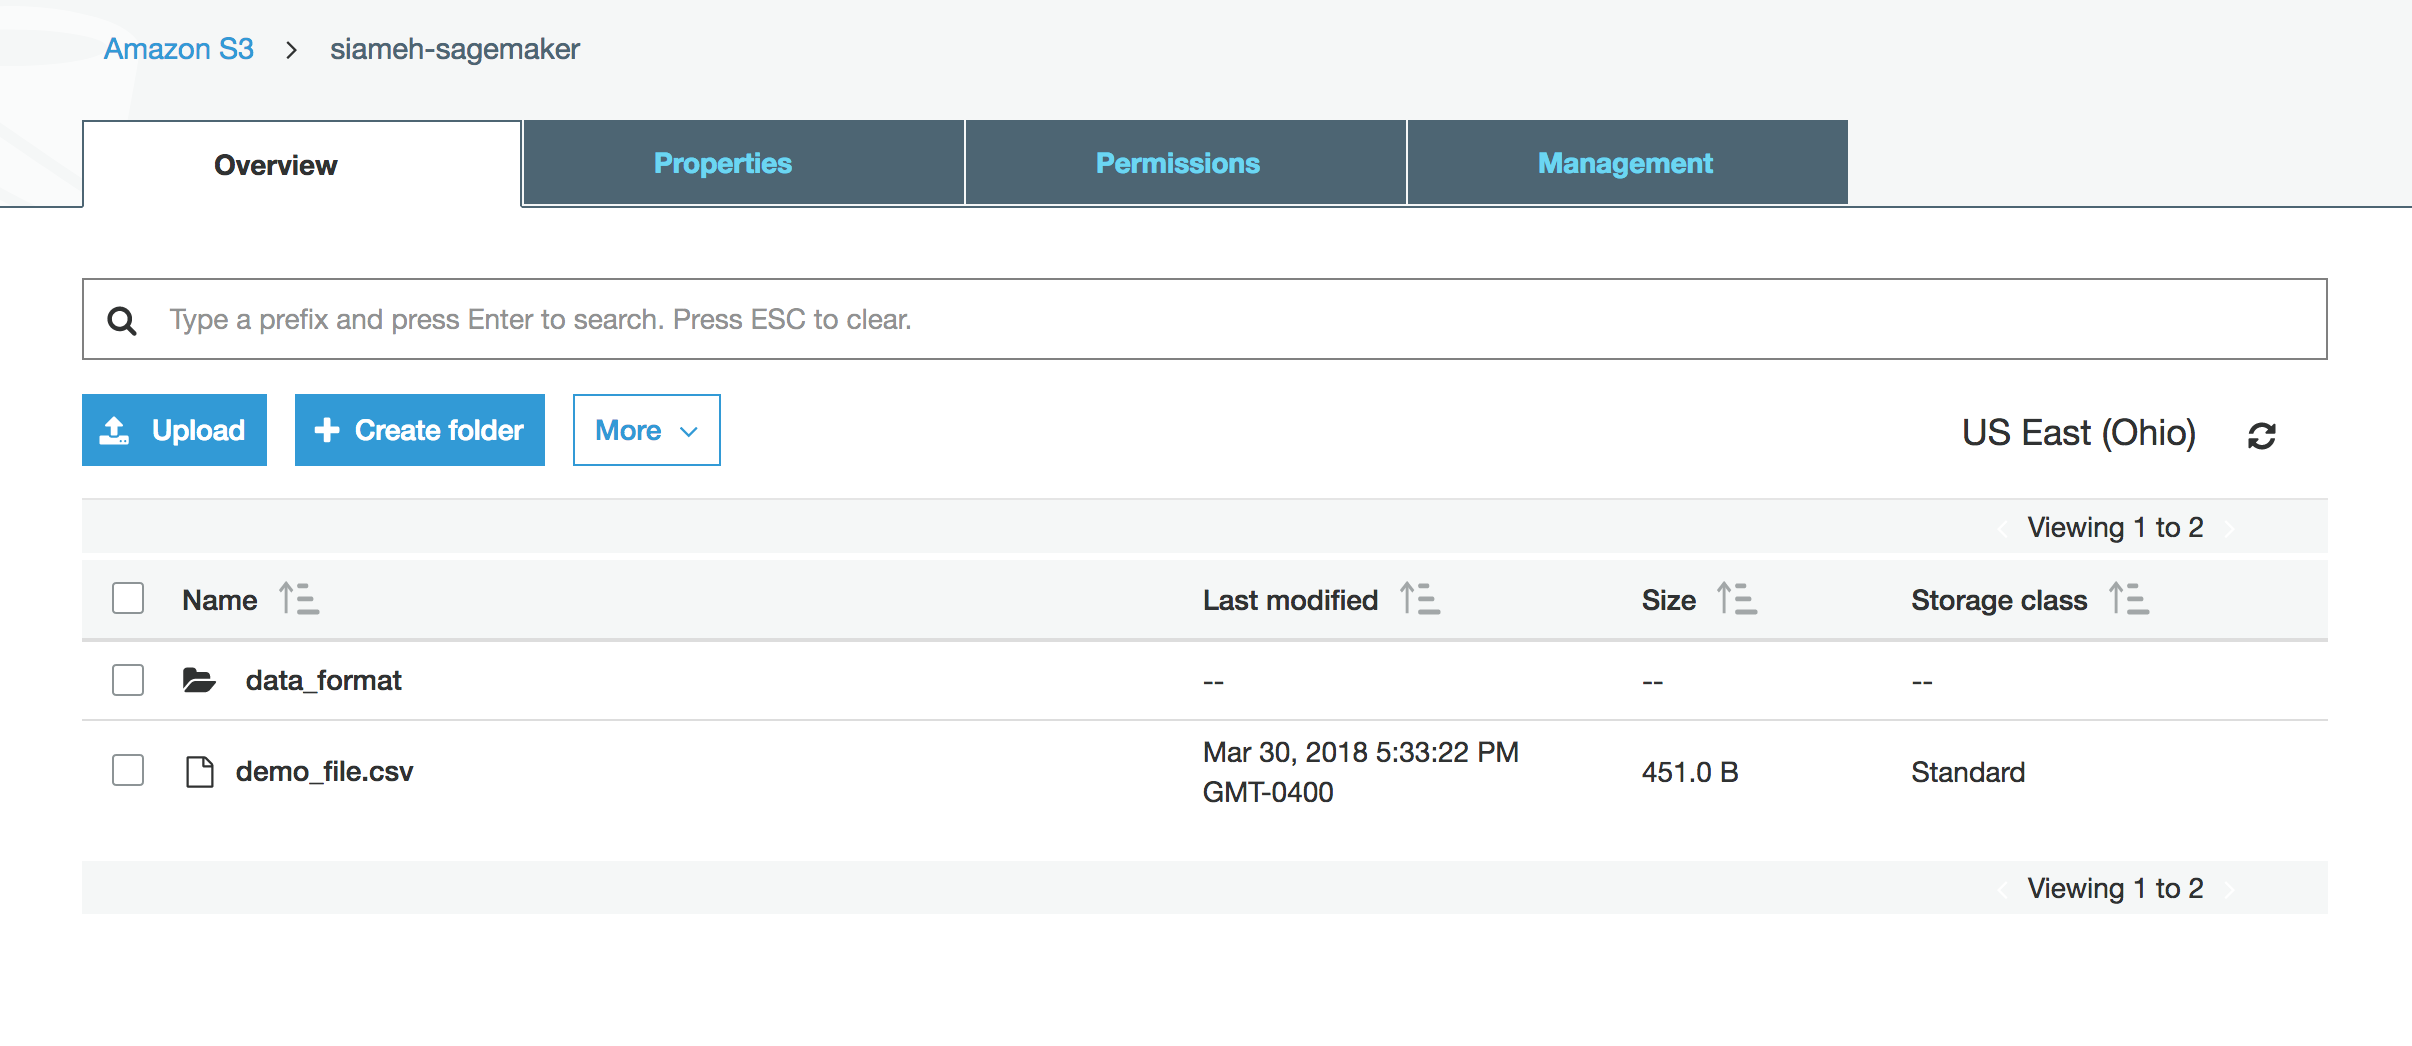 Amazon S3 > siameh-sagemaker
Overview Properties Permissions Management
Type a prefix and press Enter to search. Press ESC to clear.
Upload Create folder More US East (Ohio)
Viewing 1 to 2
Name Last modified Size Storage class
data_format -- -- --
demo_file.csv Mar 30, 2018 5:33:22 PM 451.0 B Standard
GMT-0400
Viewing 1 to 2